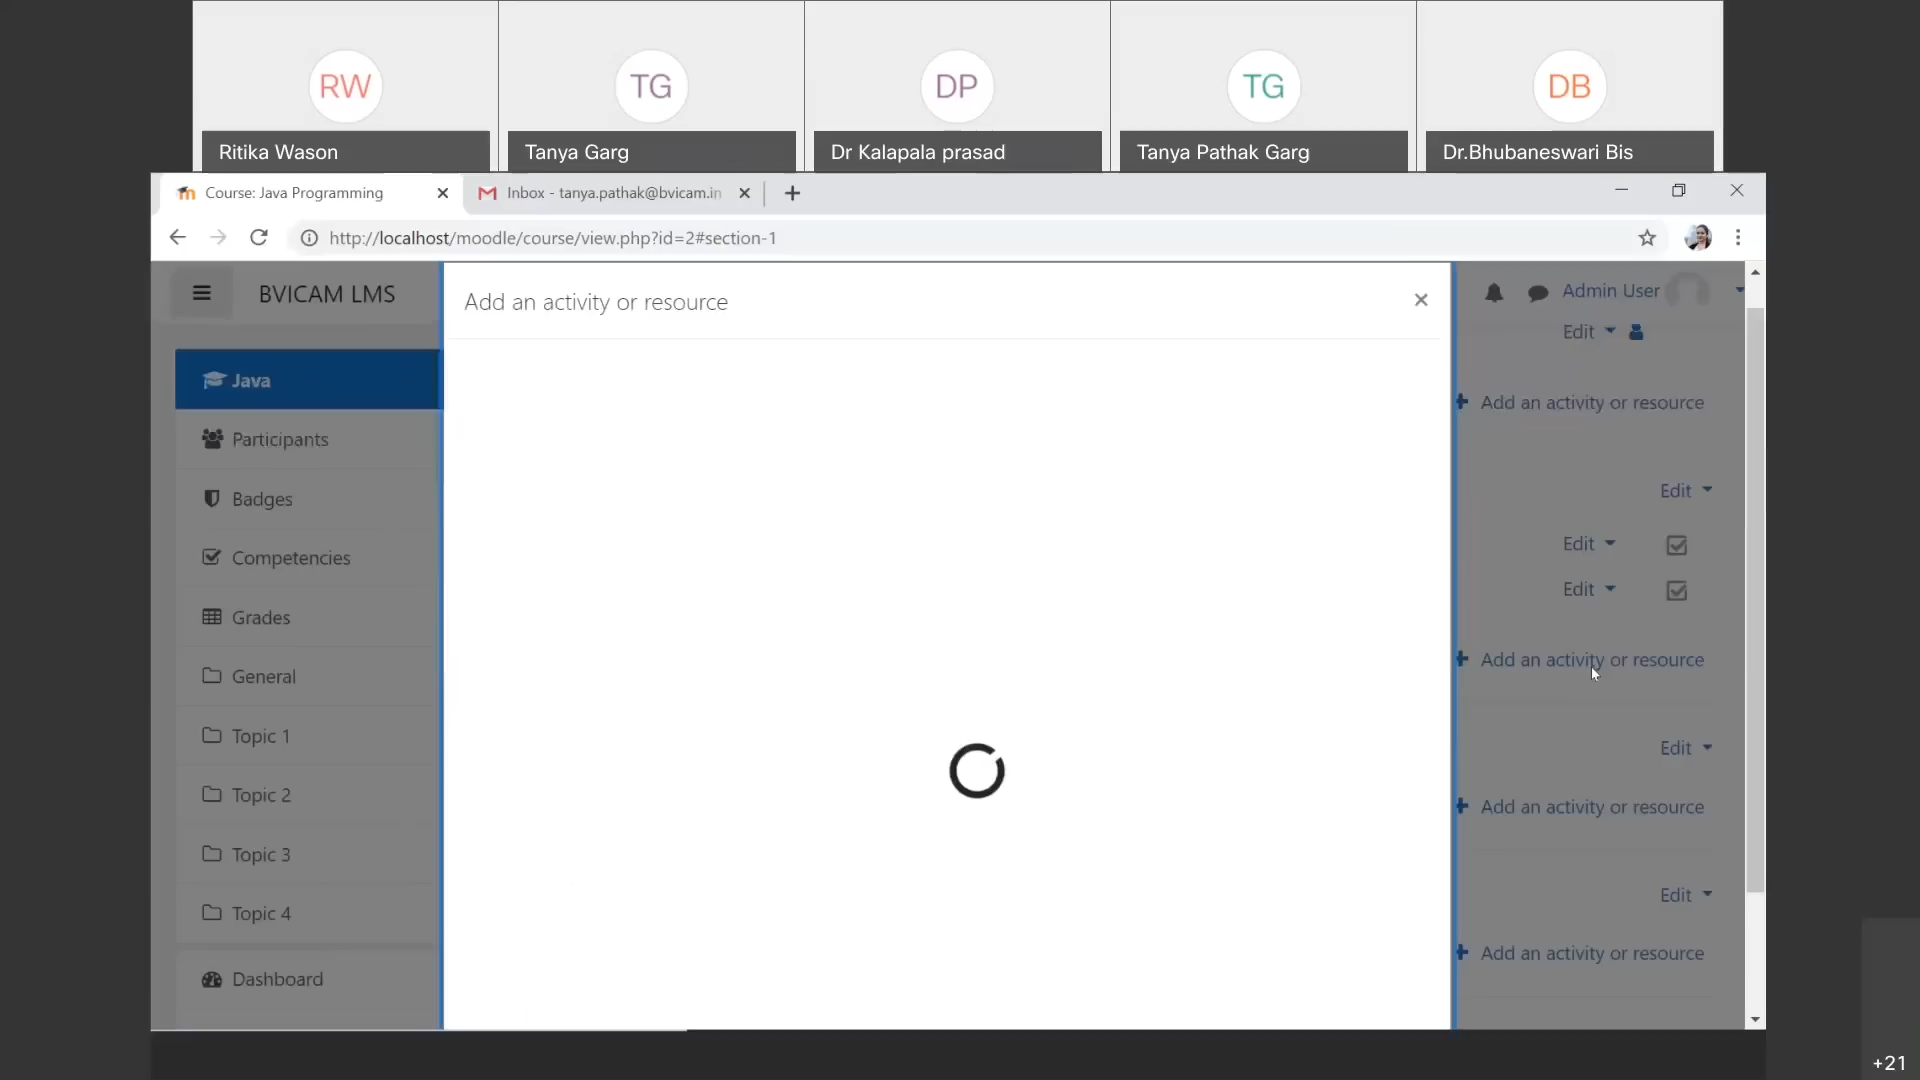 RW
TG
DP
TG
DB
Ritika Wason
Tanya Garg
Dr Kalapala prasad
Tanya Pathak Garg
Dr.Bhubaneswari Bis
Course: Java Programming
Inbox - tanya.pathak@bvicam.in
http://localhost/moodle/course/view.php?id=2#section-1
BVICAM LMS
Add an activity or resource
Admin User
Edit
Java
Add an activity or resource
Participants
Edit
Badges
Edit
Competencies
Edit
Grades
Add an activity or resource
General
Topic 1
Edit
Topic 2
Add an activity or resource
Topic 3
Edit
Topic 4
Add an activity or resource
Dashboard
+21